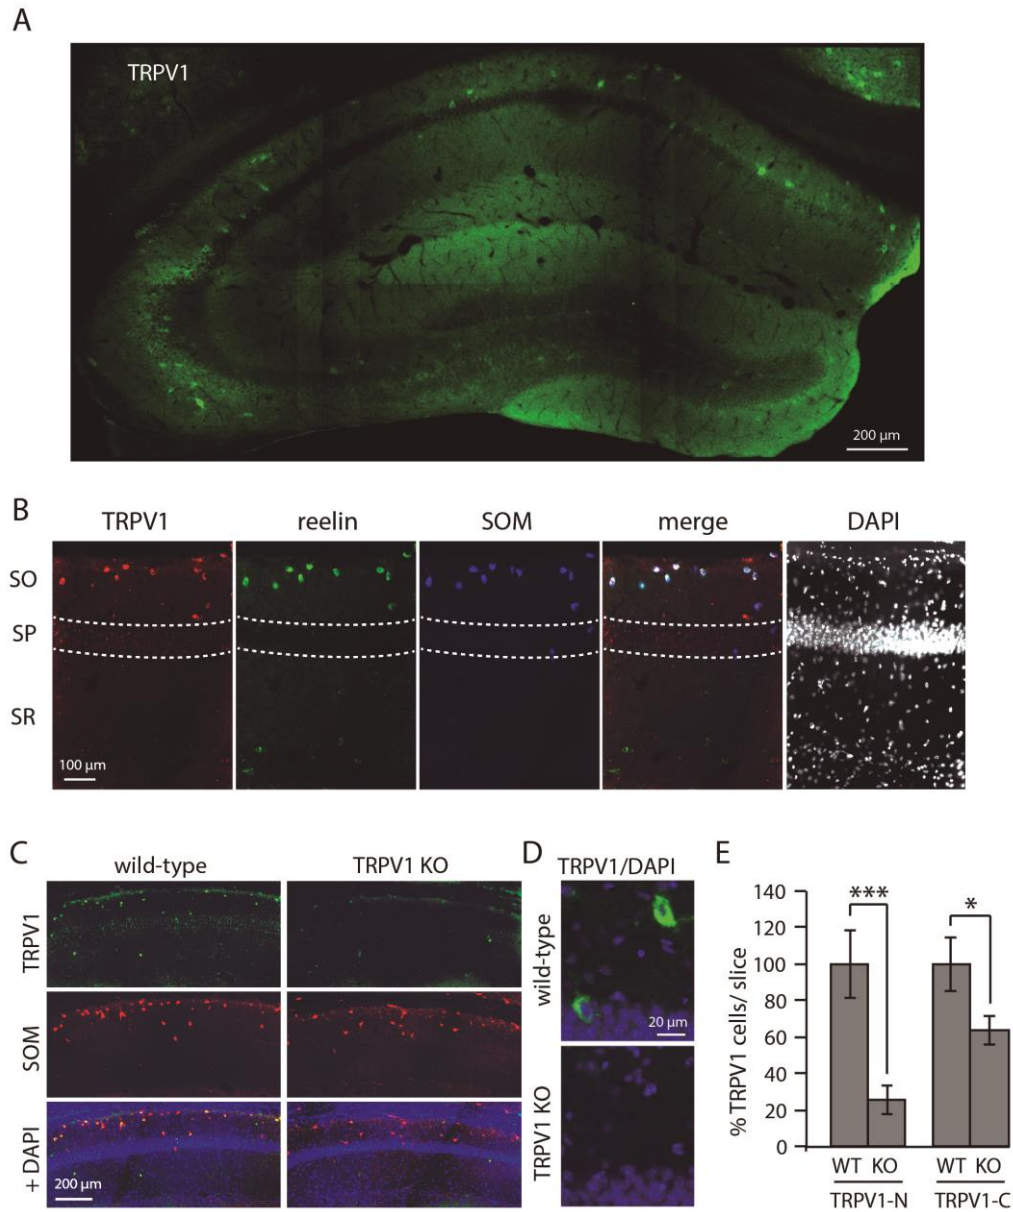 A
TRPV1
200 µm
B
TRPV1 reelin SOM merge DAPI
SO
SP
SR
100 µm
C
wild-type TRPV1 KO
TRPV1
SOM
+ DAPI
200 µm
D
TRPV1/DAPI
wild-type
20 µm
TRPV1 KO
E
% TRPV1 cells/ slice
140
120
100
80
60
40
20
0
*** *
WT KO WT KO
TRPV1-N TRPV1-C